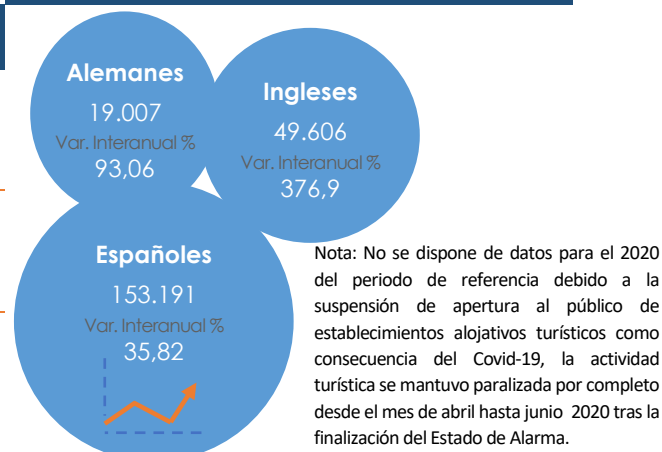 Alemanes
19.007
Var. Interanual %
93,06
Ingleses
49.606
Var. Interanual %
376,9
Españoles
153.191
Var. Interanual %
35,82
Nota: No se dispone de datos para el 2020
del periodo de referencia debido a la
suspensión de apertura al público de
establecimientos alojativos turísticos como
consecuencia del Covid-19, la actividad
turística se mantuvo paralizada por completo
desde el mes de abril hasta junio 2020 tras la
finalización del Estado de Alarma.